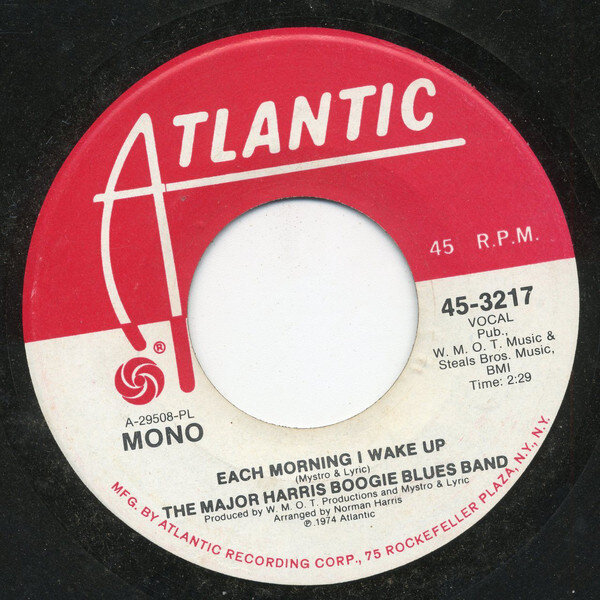 ATLANTIC
45 R.P.M.
45-3217
VOCAL
Pub.,
W. M. O. T. Music &
Steals Bros. Music,
BMI
Time: 2:29
®
A-29508-PL
MONO
EACH MORNING I WAKE UP
(Mystro & Lyric)
THE MAJOR HARRIS BOOGIE BLUES BAND
Produced by W. M. O. T. Productions and Mystro & Lyric
Arranged by Norman Harris
℗ 1974 Atlantic
MFG. BY ATLANTIC RECORDING CORP., 75 ROCKEFELLER PLAZA, N.Y., N.Y.